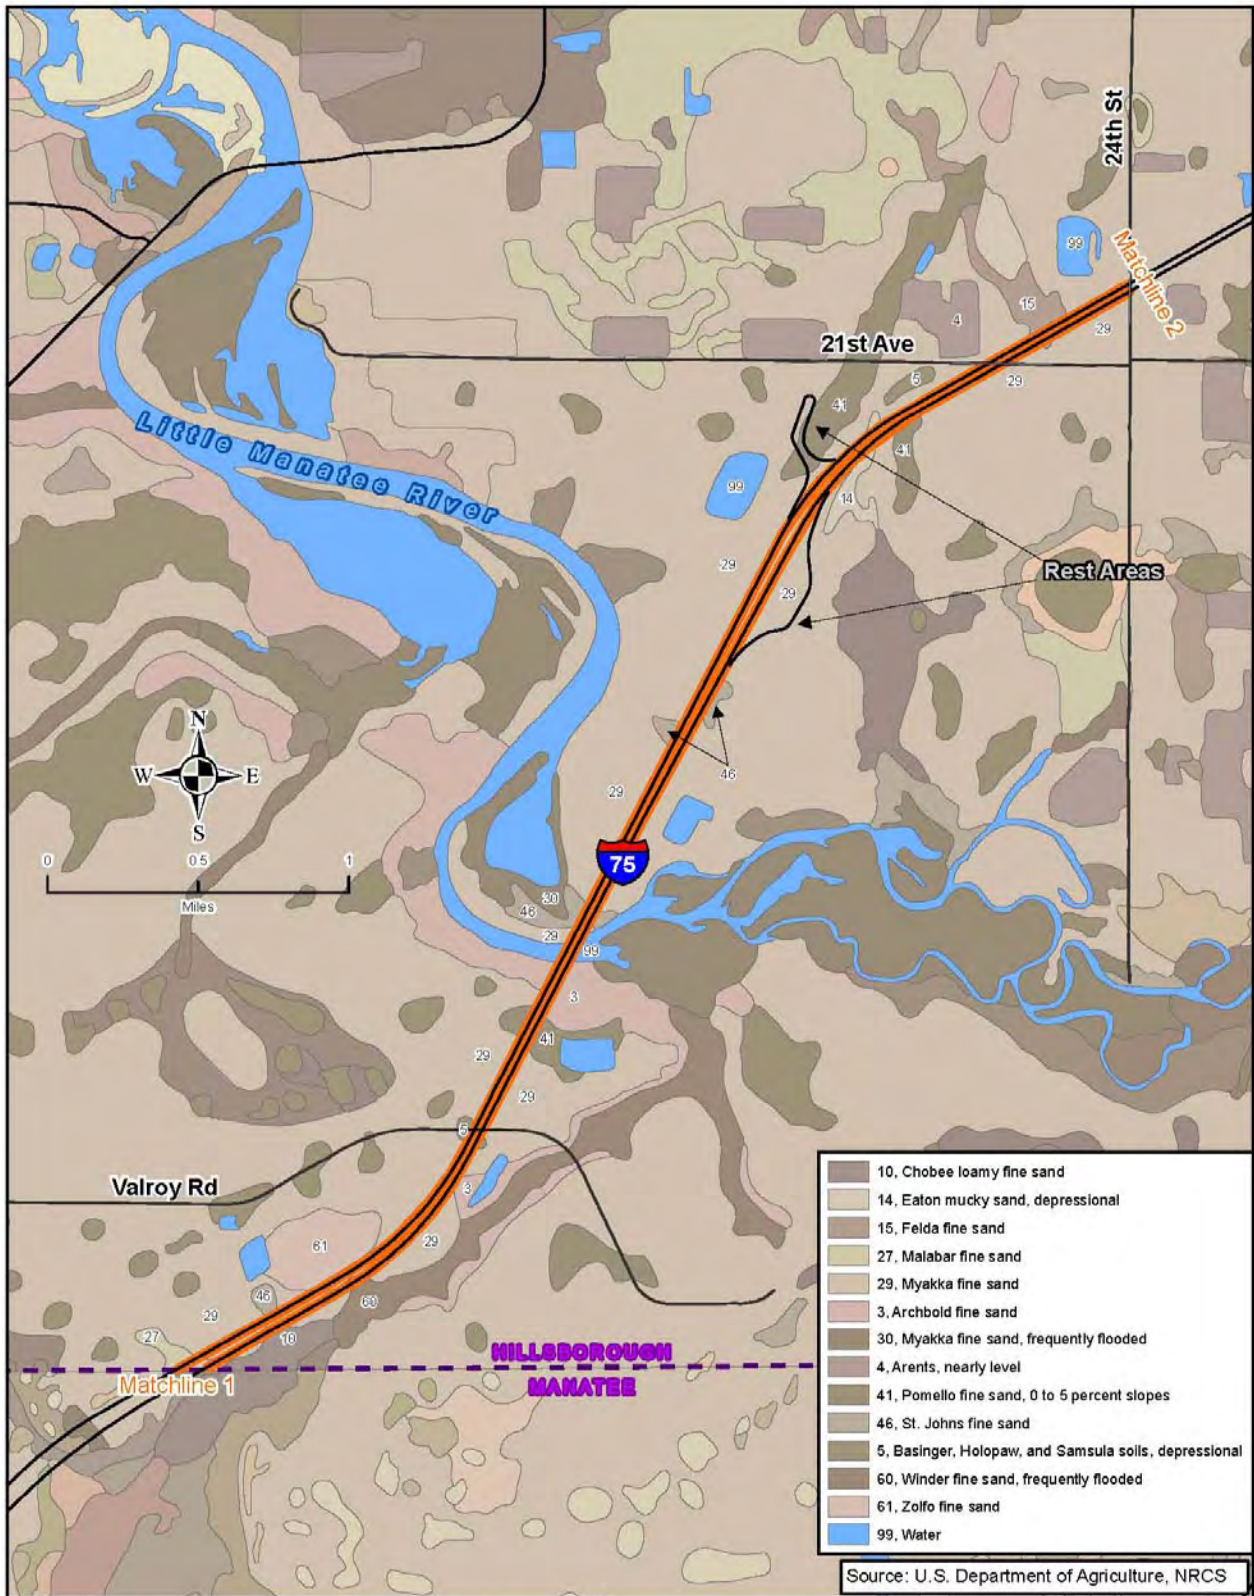 24th St
99
Matchline 2
15
4
29
21st Ave
5
29
41
41
Little Manatee River
99
14
29
Rest Areas
29
N
W
E
S
46
29
0
0.5
1
Miles
75
30
46
29
99
3
41
29
29
5
Valroy Rd
3
61
29
46
60
29
27
HILLSBOROUGH
MANATEE
Matchline 1
10, Chobee loamy fine sand
14, Eaton mucky sand, depressional
15, Felda fine sand
27, Malabar fine sand
29, Myakka fine sand
3, Archbold fine sand
30, Myakka fine sand, frequently flooded
4, Arents, nearly level
41, Pomello fine sand, 0 to 5 percent slopes
46, St. Johns fine sand
5, Basinger, Holopaw, and Samsula soils, depressional
60, Winder fine sand, frequently flooded
61, Zolfo fine sand
99, Water
Source: U.S. Department of Agriculture, NRCS